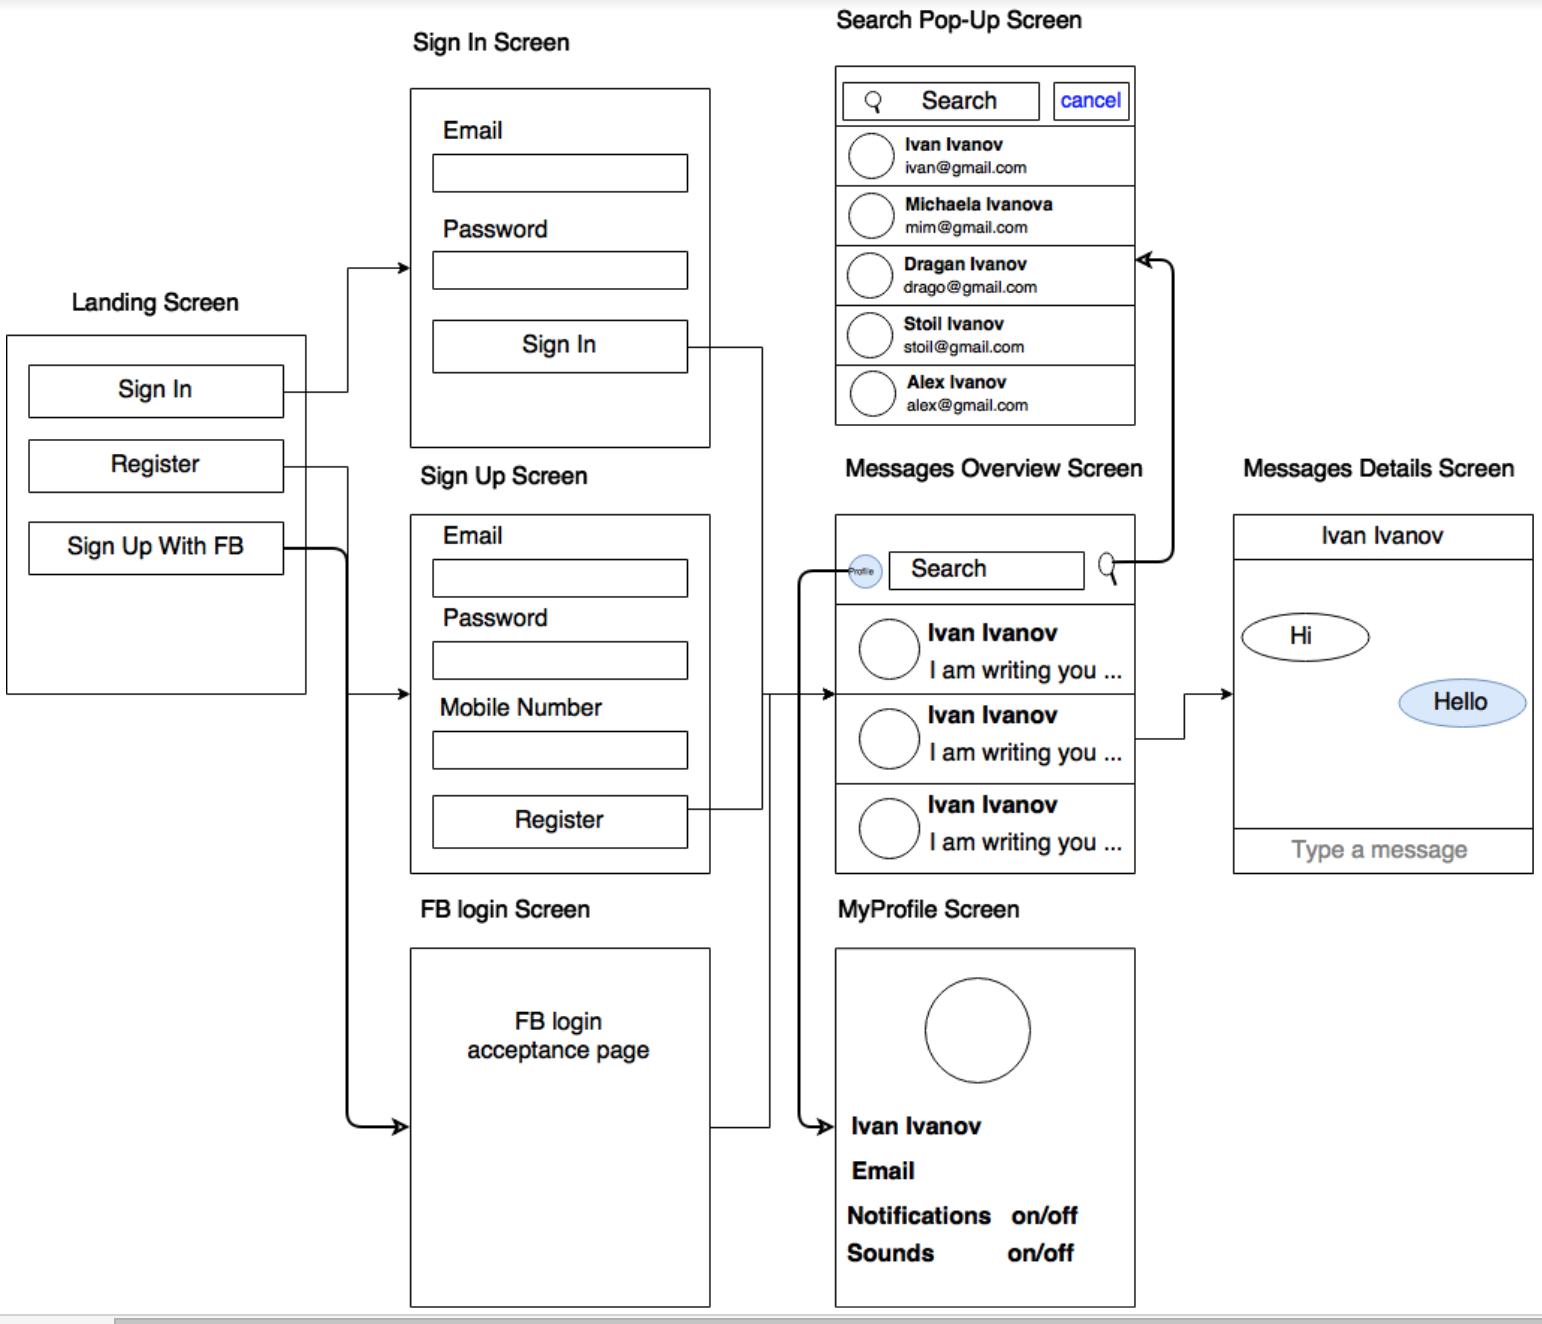 Landing Screen
Sign In
Register
Sign Up With FB
Sign In Screen
Email
Password
Sign In
Sign Up Screen
Email
Password
Mobile Number
Register
FB login Screen
FB login
acceptance page
Search Pop-Up Screen
Search cancel
Ivan Ivanov
ivan@gmail.com
Michaela Ivanova
mim@gmail.com
Dragan Ivanov
drago@gmail.com
Stoil Ivanov
stoil@gmail.com
Alex Ivanov
alex@gmail.com
Messages Overview Screen
Profile Search
Ivan Ivanov
I am writing you ...
Ivan Ivanov
I am writing you ...
Ivan Ivanov
I am writing you ...
MyProfile Screen
Ivan Ivanov
Email
Notifications on/off
Sounds on/off
Messages Details Screen
Ivan Ivanov
Hi
Hello
Type a message